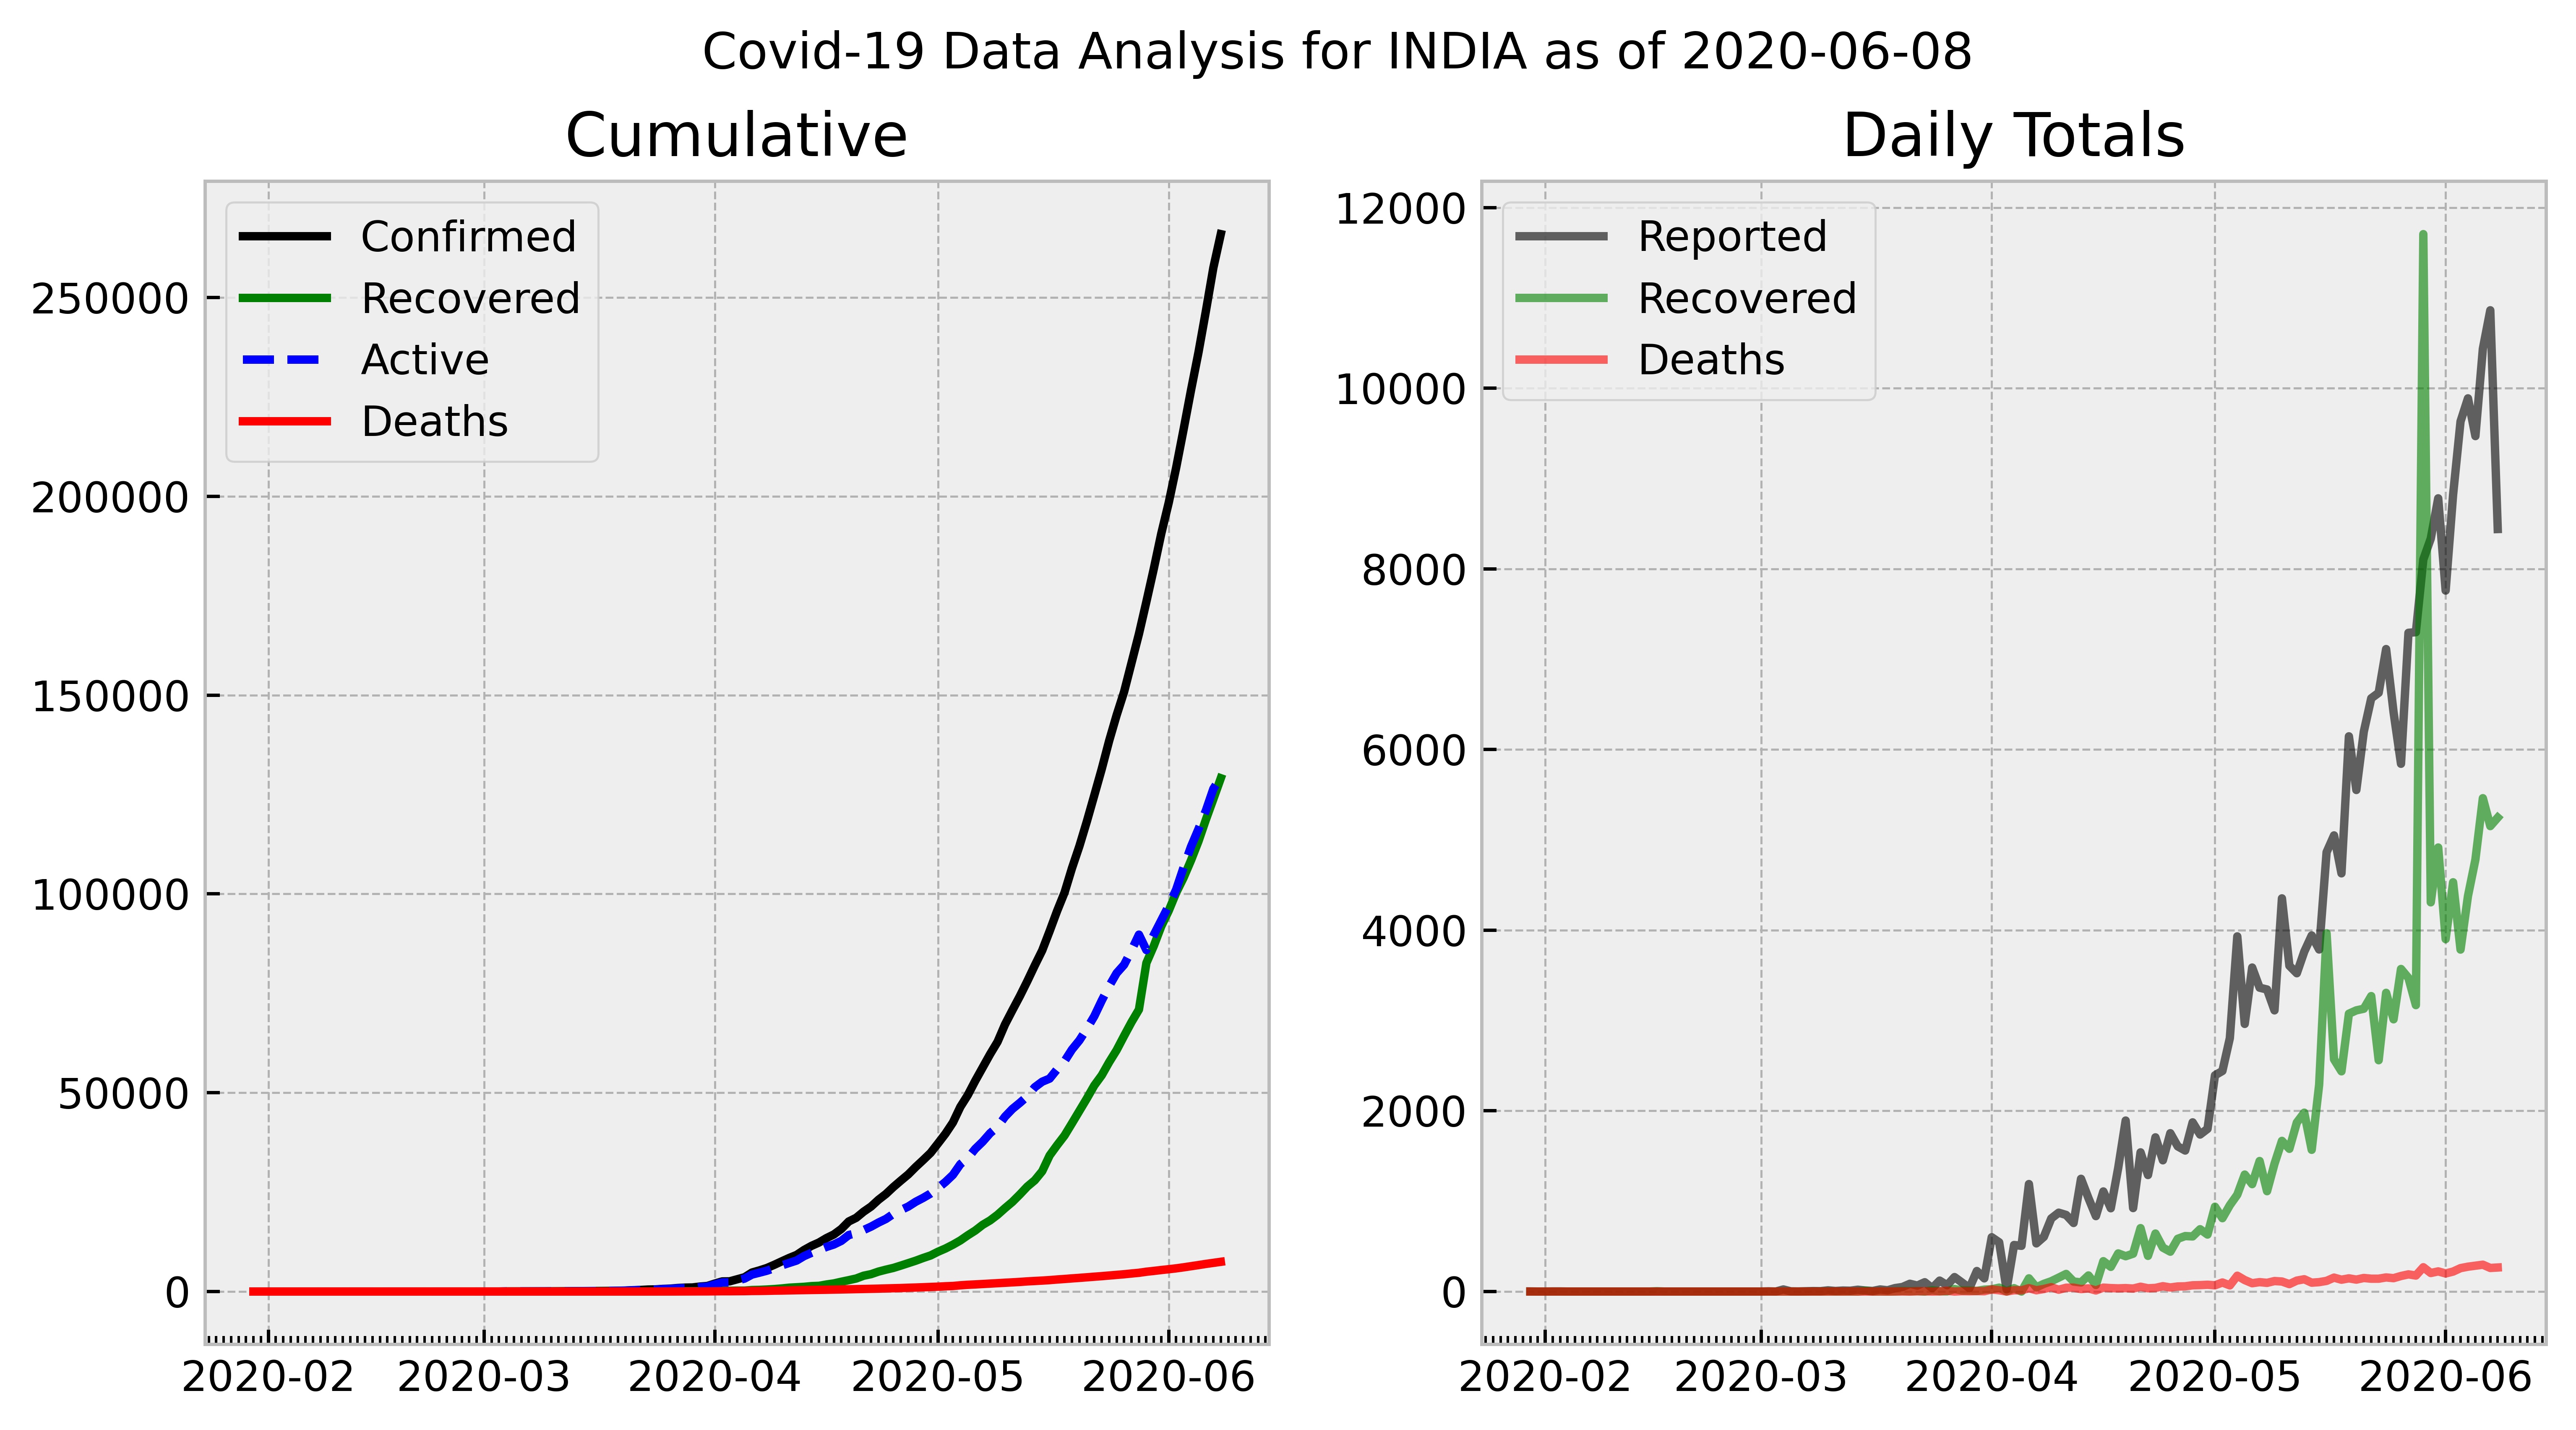 Covid-19 Data Analysis for INDIA as of 2020-06-08
Cumulative
Confirmed
Recovered
Active
Deaths
250000
200000
150000
100000
50000
0
2020-02 2020-03 2020-04 2020-05 2020-06
Daily Totals
Reported
Recovered
Deaths
12000
10000
8000
6000
4000
2000
0
2020-02 2020-03 2020-04 2020-05 2020-06